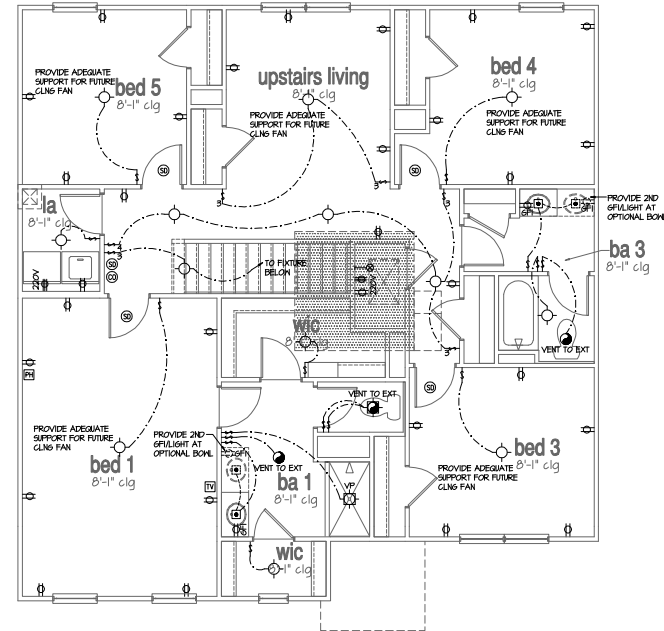 PROVIDE ADEQUATE
SUPPORT FOR FUTURE
CLNG FAN
bed 5
8'-1" clg
upstairs living
8'-1" clg
PROVIDE ADEQUATE
SUPPORT FOR FUTURE
CLNG FAN
bed 4
8'-1" clg
PROVIDE ADEQUATE
SUPPORT FOR FUTURE
CLNG FAN
SD
SD
la
8'-1" clg
220V
SD
TO FIXTURE
BELOW
220V
GFI
GFI
PROVIDE 2ND
GFI/LIGHT AT
OPTIONAL BOWL
ba 3
8'-1" clg
VENT TO EXT
SD
wic
PH
PROVIDE ADEQUATE
SUPPORT FOR FUTURE
CLNG FAN
bed 1
8'-1" clg
PROVIDE 2ND
GFI/LIGHT AT
OPTIONAL BOWL
GFI
VENT TO EXT
VENT TO EXT
ba 1
8'-1" clg
VP
TV
GFI
SD
bed 3
8'-1" clg
PROVIDE ADEQUATE
SUPPORT FOR FUTURE
CLNG FAN
wic
8'-1" clg